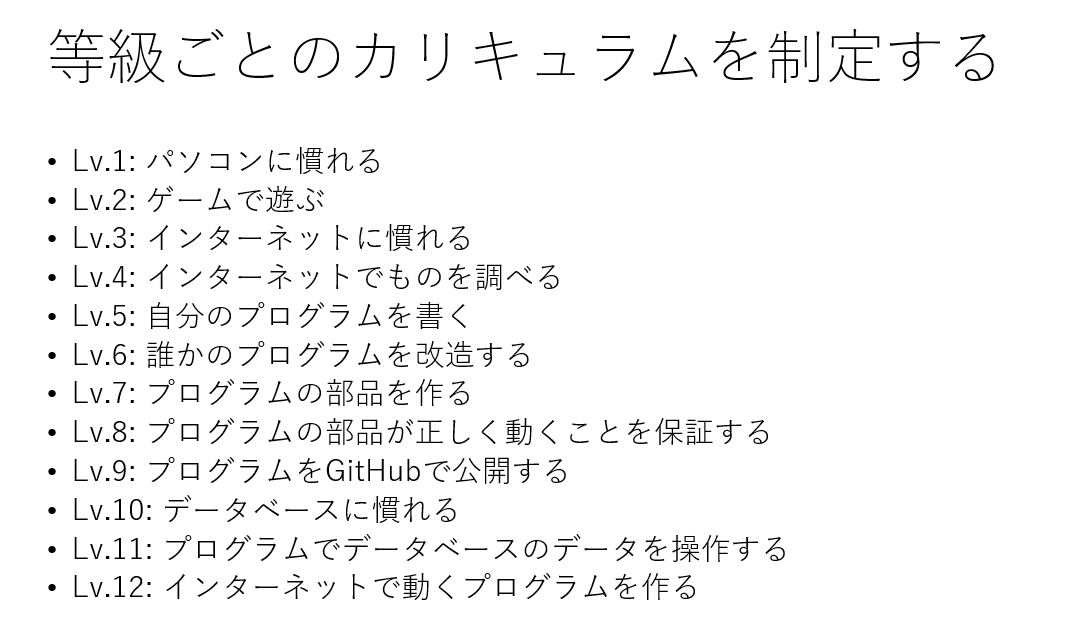 等級ごとのカリキュラムを制定する
• Lv.1: パソコンに慣れる
• Lv.2: ゲームで遊ぶ
• Lv.3: インターネットに慣れる
• Lv.4: インターネットでものを調べる
• Lv.5: 自分のプログラムを書く
• Lv.6: 誰かのプログラムを改造する
• Lv.7: プログラムの部品を作る
• Lv.8: プログラムの部品が正しく動くことを保証する
• Lv.9: プログラムをGitHubで公開する
• Lv.10: データベースに慣れる
• Lv.11: プログラムでデータベースのデータを操作する
• Lv.12: インターネットで動くプログラムを作る